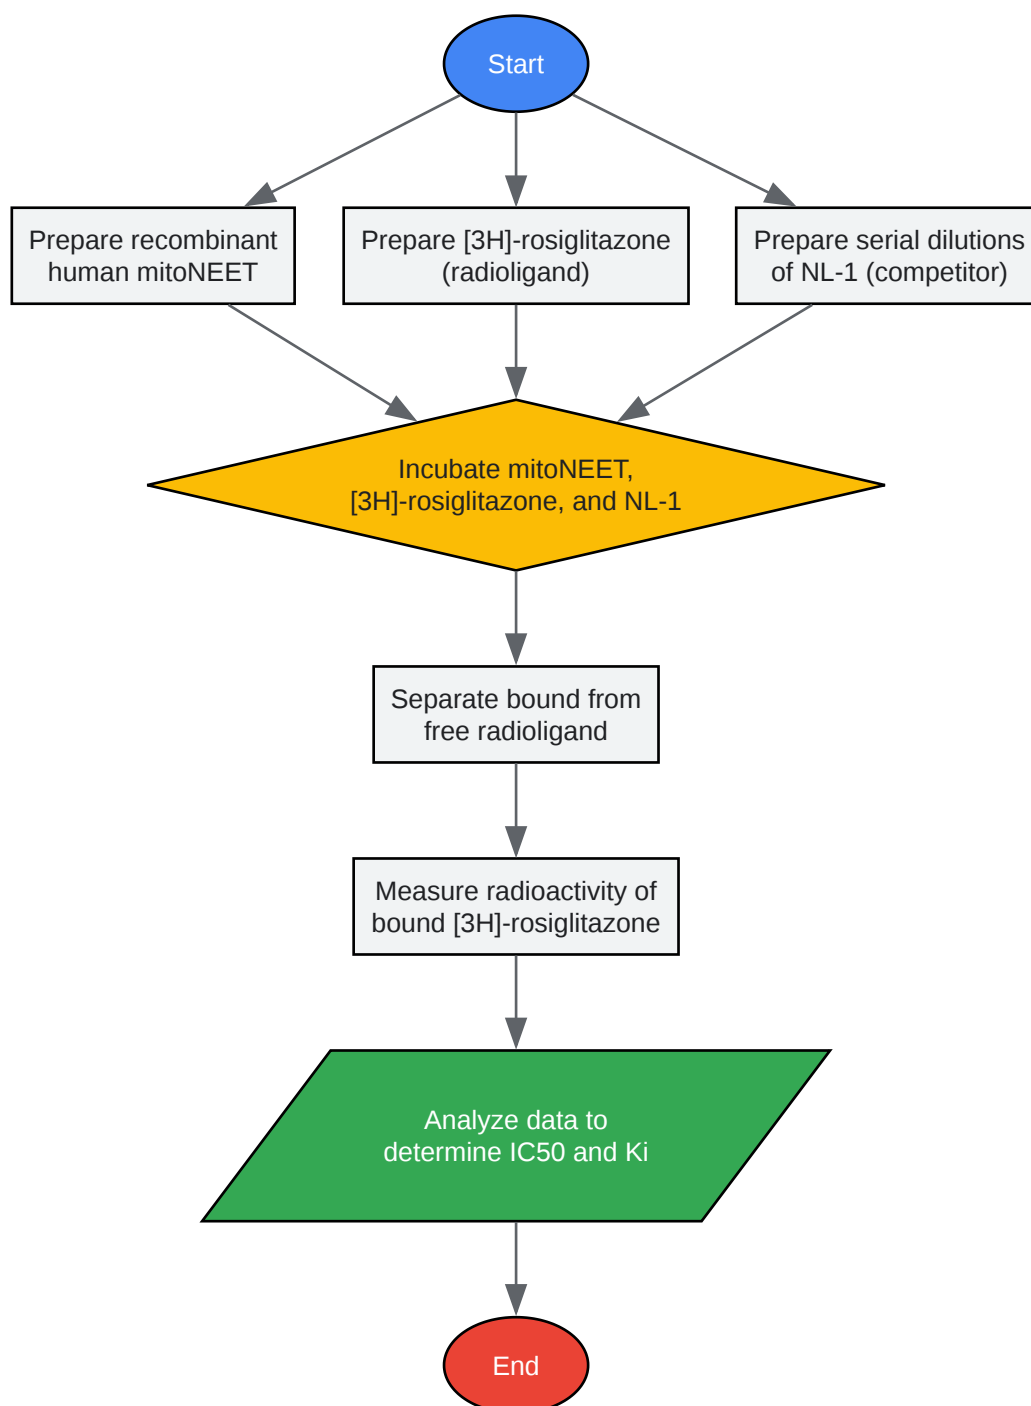 Start
Prepare recombinant
human mitoNEET
Prepare [3H]-rosiglitazone
(radioligand)
Prepare serial dilutions
of NL-1 (competitor)
Incubate mitoNEET,
[3H]-rosiglitazone, and NL-1
Separate bound from
free radioligand
Measure radioactivity of
bound [3H]-rosiglitazone
Analyze data to
determine IC50 and Ki
End